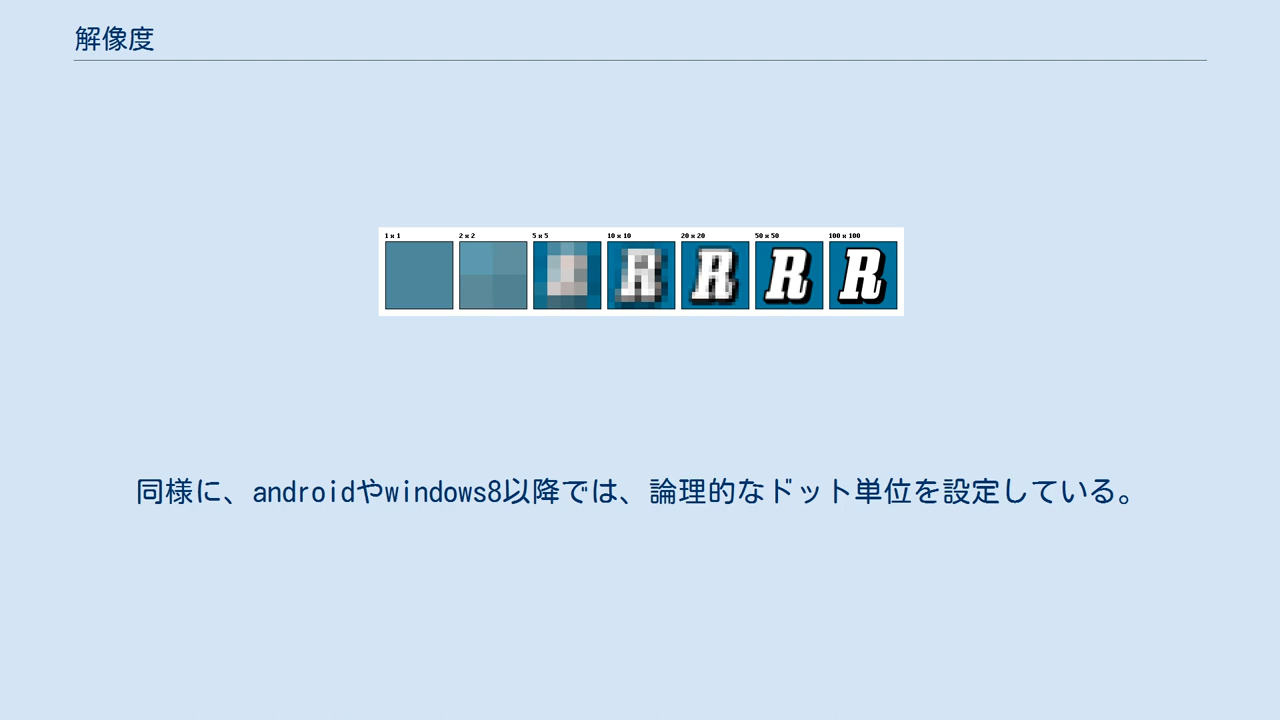 解像度
1 x 1 2 x 2 5 x 5 10 x 10 20 x 20 50 x 50 100 x 100
R R R R
同様に、androidやwindows8以降では、論理的なドット単位を設定している。